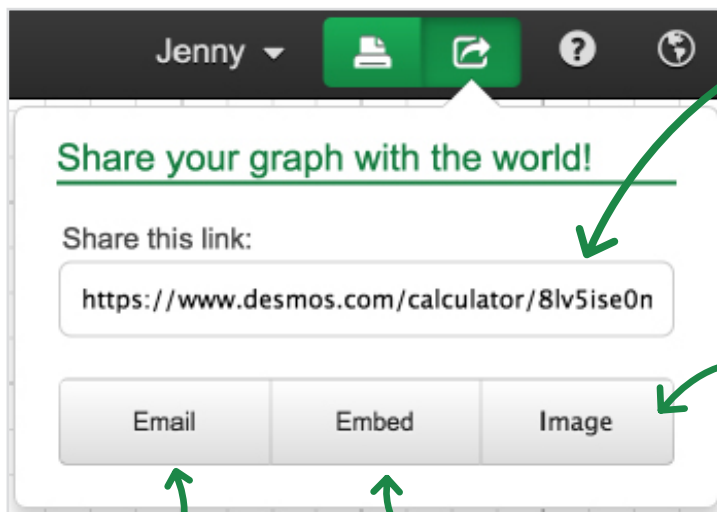 Jenny
Share your graph with the world!
Share this link:
https://www.desmos.com/calculator/8lv5ise0n
Email
Embed
Image